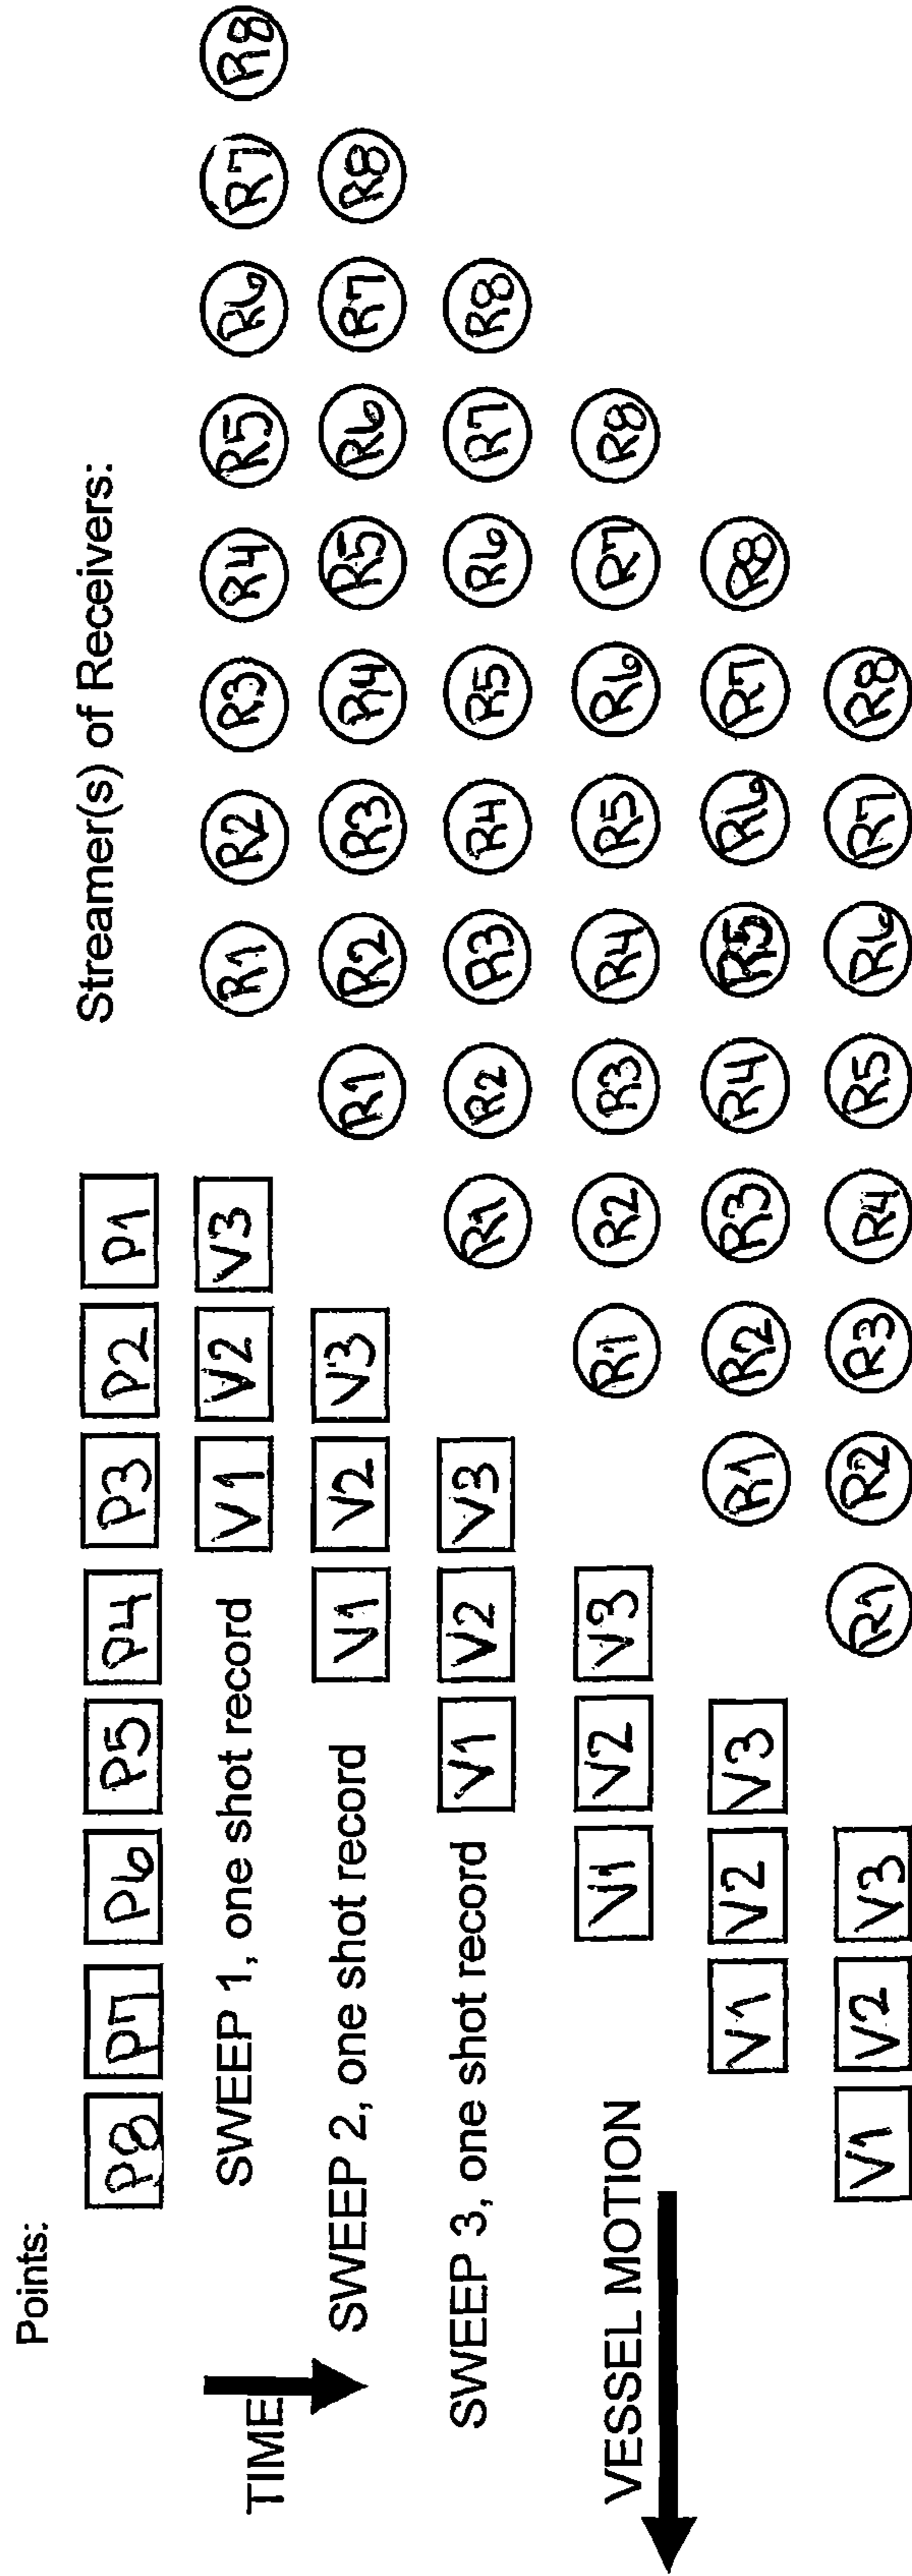 Points:
Streamer(s) of Receivers:
P8 P7 P6 P5 P4 P3 P2 P1
SWEEP 1, one shot record V1 V2 V3 R1 R2 R3 R4 R5 R6 R7 R8
TIME
SWEEP 2, one shot record V1 V2 V3 R1 R2 R3 R4 R5 R6 R7 R8
SWEEP 3, one shot record V1 V2 V3 R1 R2 R3 R4 R5 R6 R7 R8
VESSEL MOTION V1 V2 V3 R1 R2 R3 R4 R5 R6 R7 R8
V1 V2 V3 R1 R2 R3 R4 R5 R6 R7 R8
V1 V2 V3 R1 R2 R3 R4 R5 R6 R7 R8